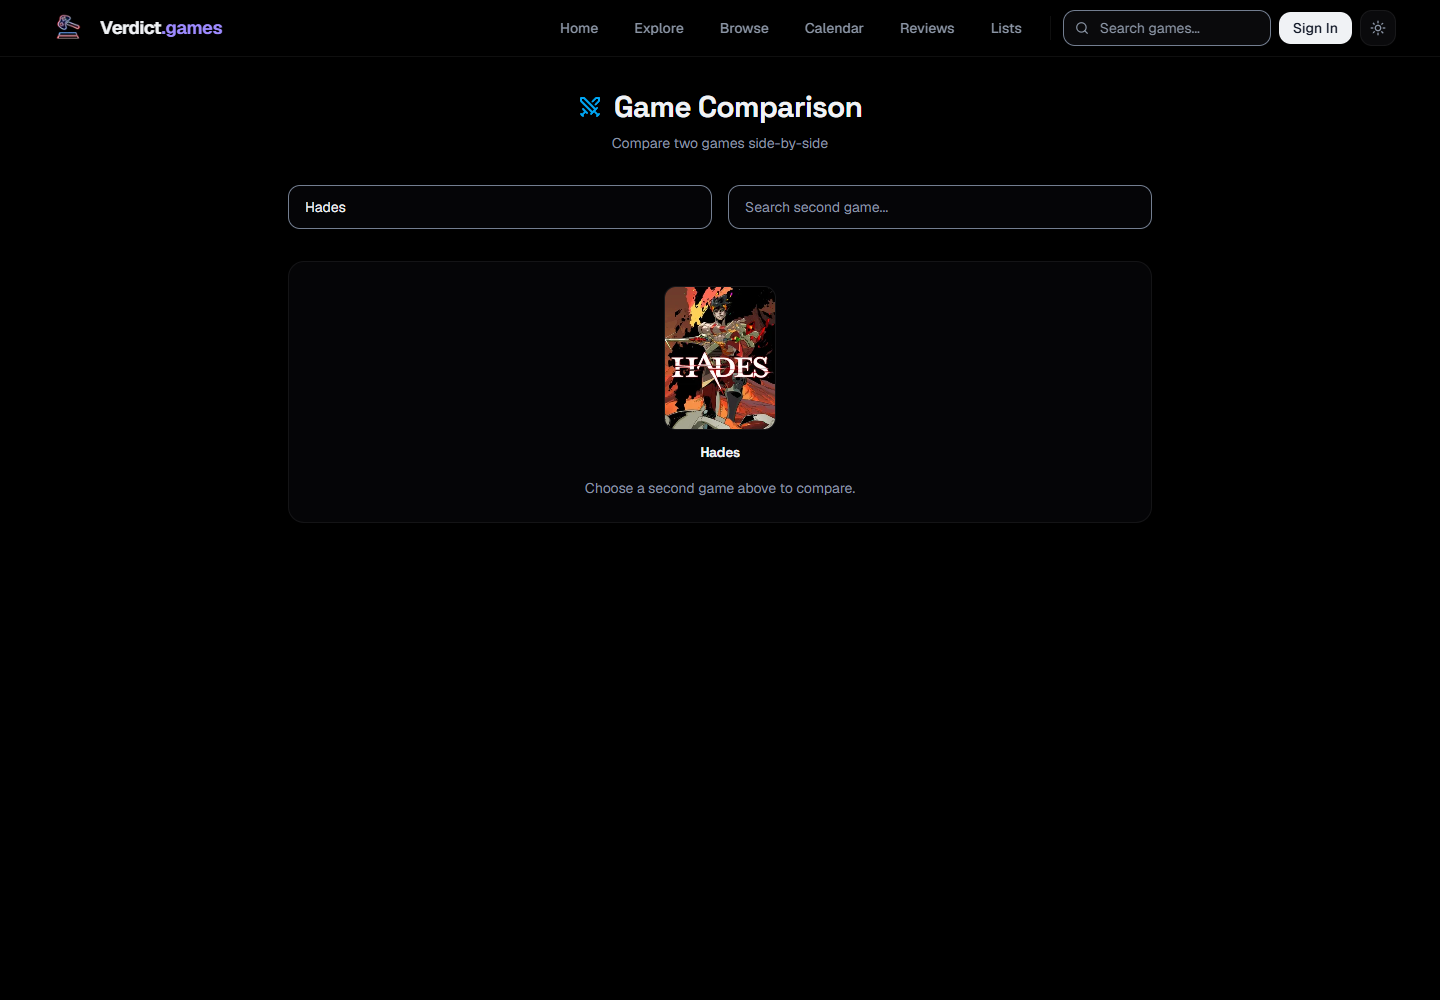 Verdict.games
Home
Explore
Browse
Calendar
Reviews
Lists
Search games...
Sign In
Game Comparison
Compare two games side-by-side
Hades
Search second game...
HADES
Hades
Choose a second game above to compare.